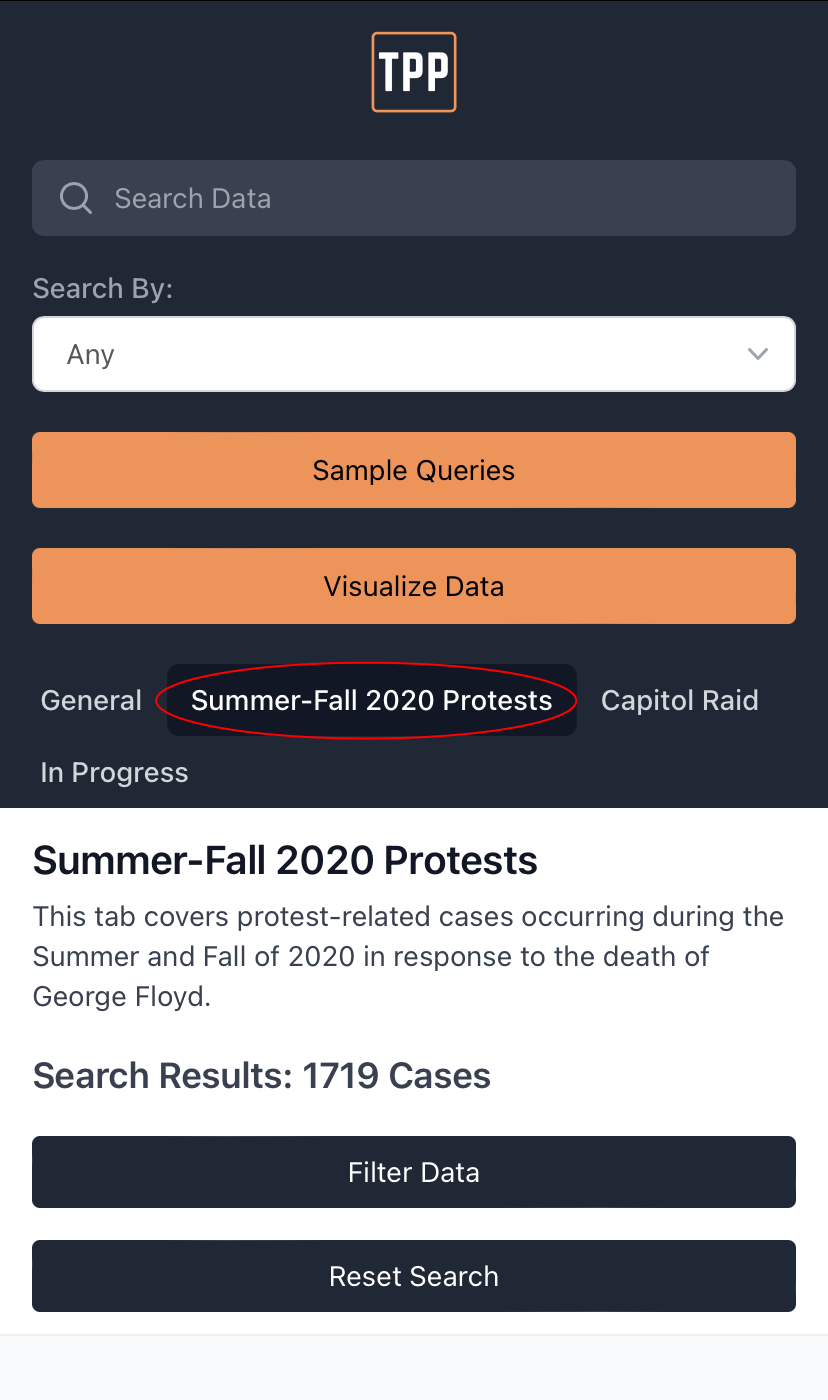 TPP
Search Data
Search By:
Any
Sample Queries
Visualize Data
General Summer-Fall 2020 Protests Capitol Raid
In Progress
Summer-Fall 2020 Protests
This tab covers protest-related cases occurring during the
Summer and Fall of 2020 in response to the death of
George Floyd.
Search Results: 1719 Cases
Filter Data
Reset Search